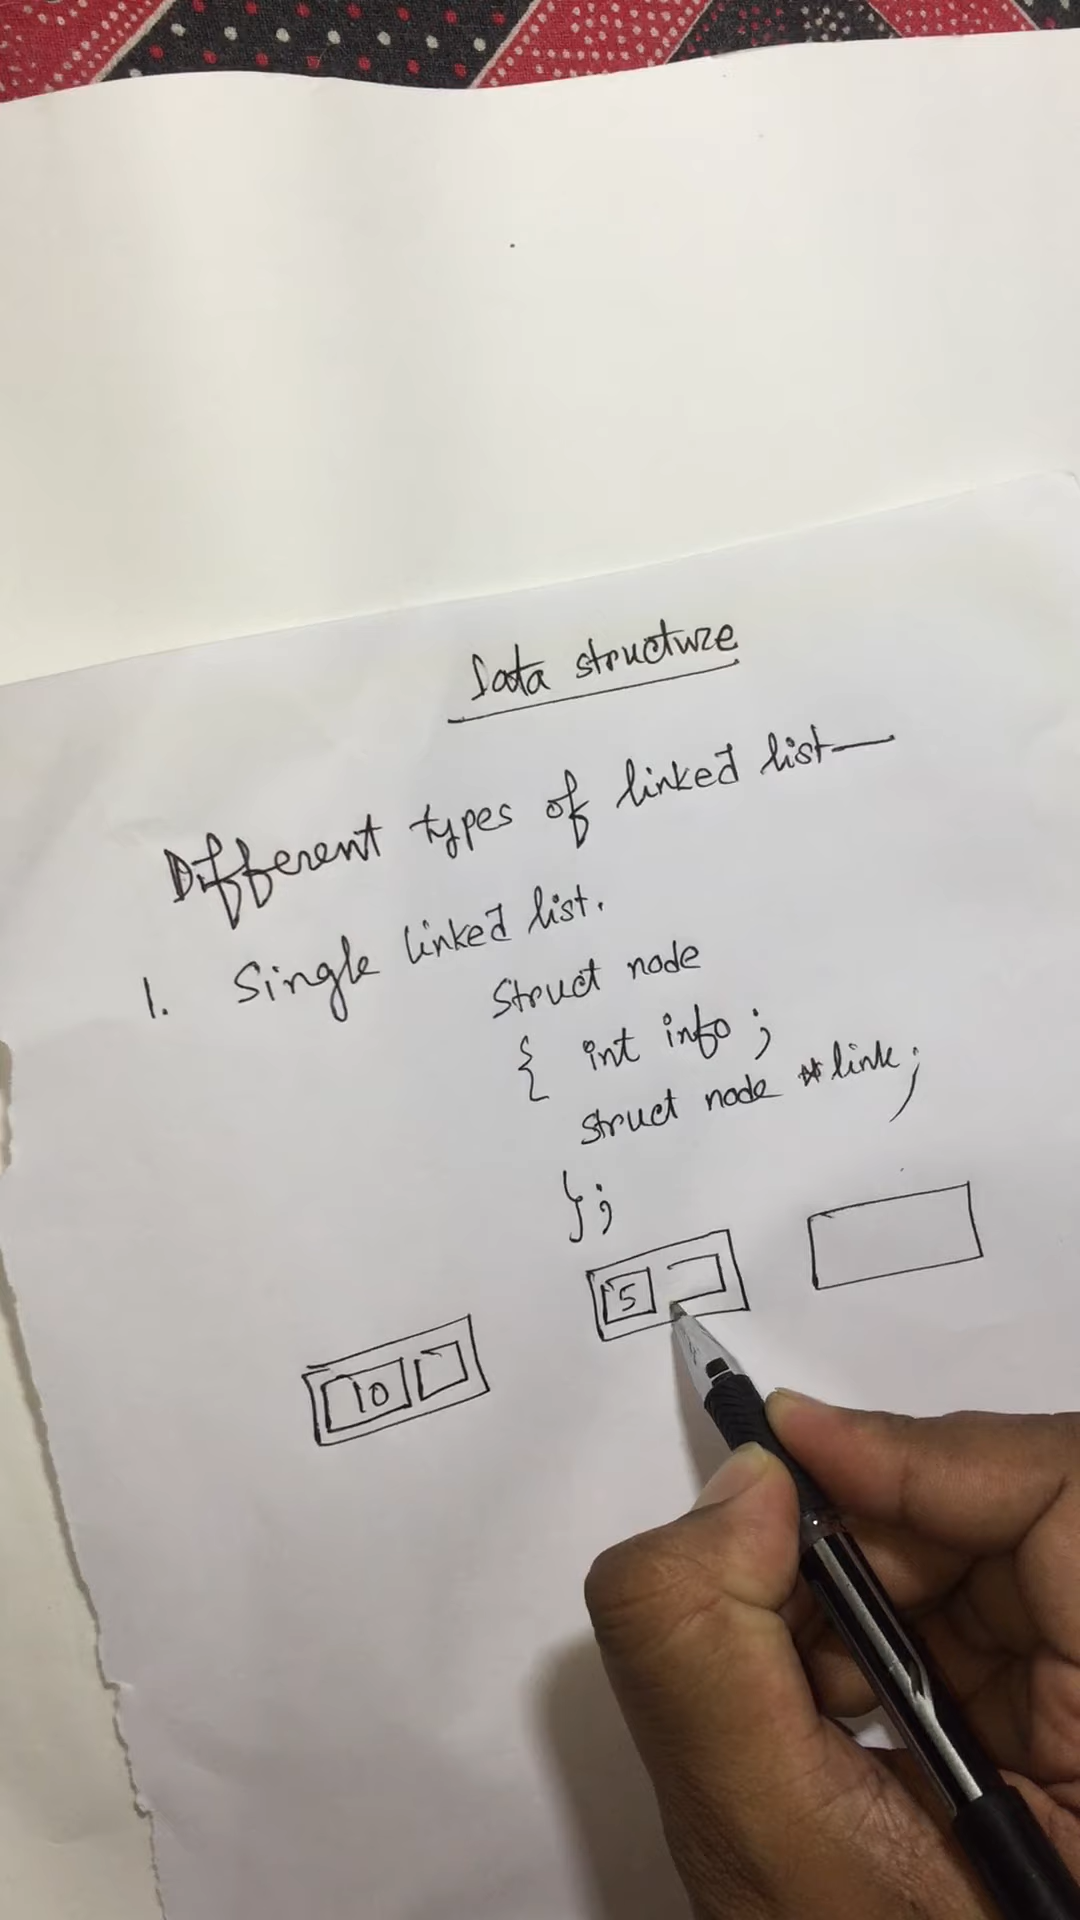 Data structure
Different types of linked list—
1. Single linked list.
struct node
{ int info;
struct node *link;
};
5
10